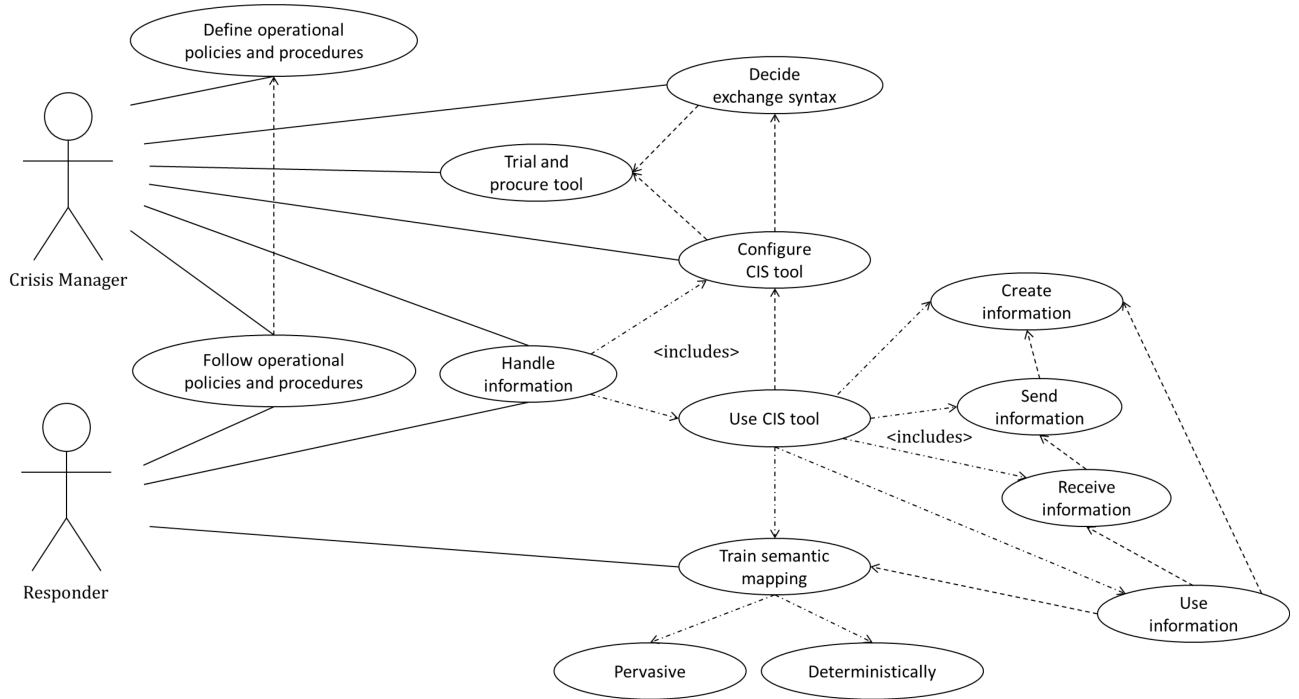 Define operational
policies and procedures
Decide
exchange syntax
Trial and
procure tool
Crisis Manager
Configure
CIS tool
Create
information
<includes>
Follow operational
policies and procedures
Handle
information
Use CIS tool
Send
information
<includes>
Receive
information
Train semantic
mapping
Responder
Use
information
Pervasive
Deterministically